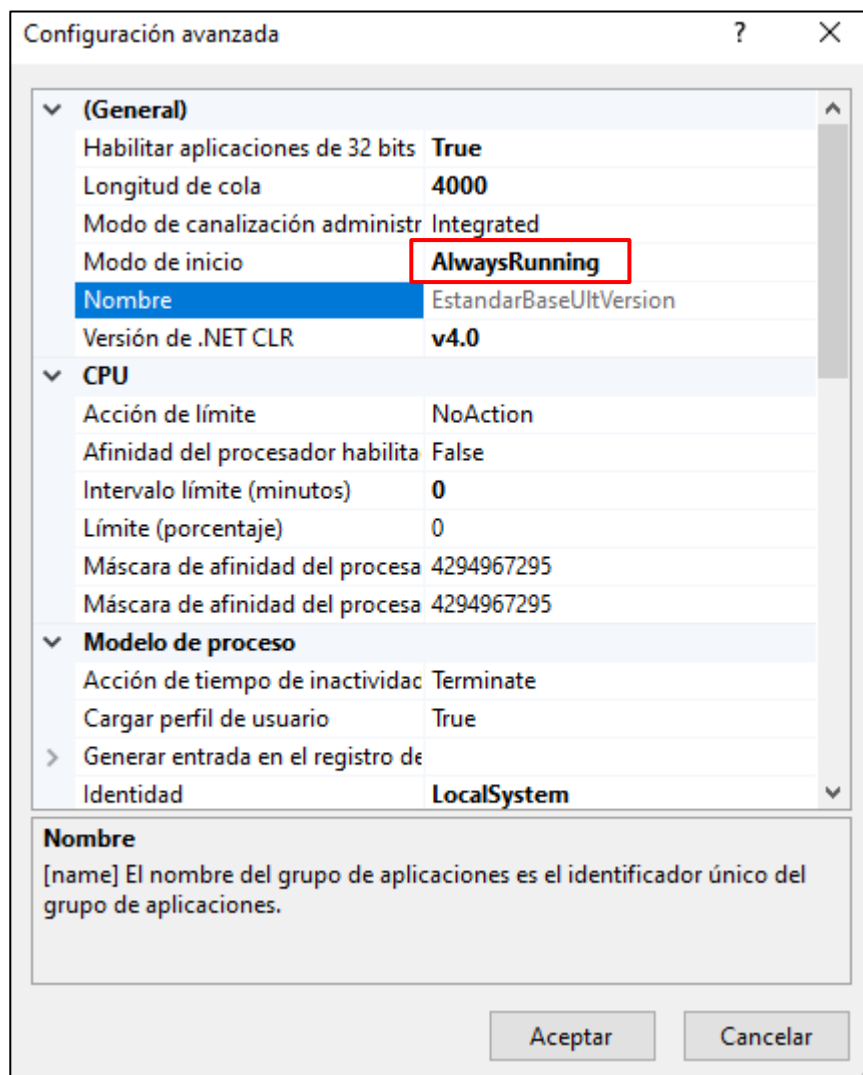 Configuración avanzada ? ×
(General)
Habilitar aplicaciones de 32 bits True
Longitud de cola 4000
Modo de canalización administr Integrated
Modo de inicio AlwaysRunning
Nombre EstandarBaseUltVersion
Versión de .NET CLR v4.0
CPU
Acción de límite NoAction
Afinidad del procesador habilita False
Intervalo límite (minutos) 0
Límite (porcentaje) 0
Máscara de afinidad del procesa 4294967295
Máscara de afinidad del procesa 4294967295
Modelo de proceso
Acción de tiempo de inactividad Terminate
Cargar perfil de usuario True
Generar entrada en el registro de
Identidad LocalSystem
Nombre
[name] El nombre del grupo de aplicaciones es el identificador único del
grupo de aplicaciones.
Aceptar Cancelar